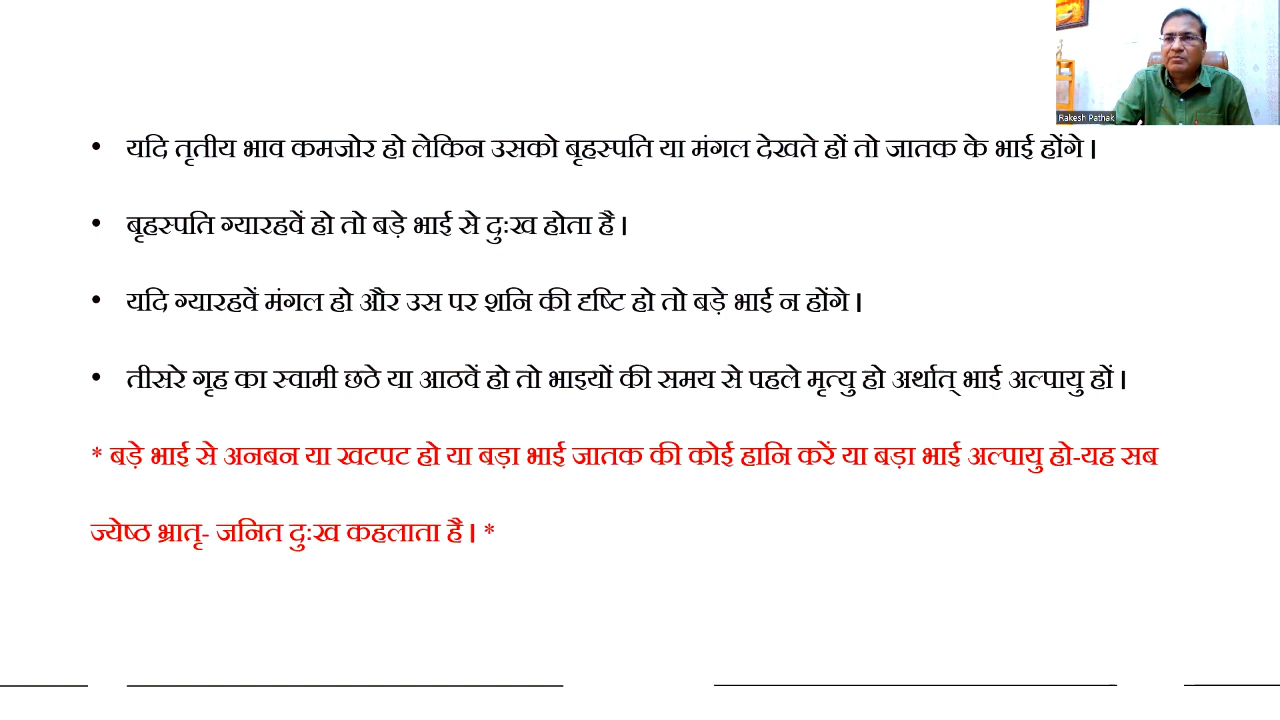 Rakesh Pathak
• यदि तृतीय भाव कमजोर हो लेकिन उसको बृहस्पति या मंगल देखते हों तो जातक के भाई होंगे ।
• बृहस्पति ग्यारहवें हो तो बड़े भाई से दुःख होता है ।
• यदि ग्यारहवें मंगल हो और उस पर शनि की दृष्टि हो तो बड़े भाई न होंगे ।
• तीसरे गृह का स्वामी छठे या आठवें हो तो भाइयों की समय से पहले मृत्यु हो अर्थात् भाई अल्पायु हों ।
* बड़े भाई से अनबन या खटपट हो या बड़ा भाई जातक की कोई हानि करें या बड़ा भाई अल्पायु हो-यह सब
ज्येष्ठ भ्रातृ- जनित दुःख कहलाता है । *